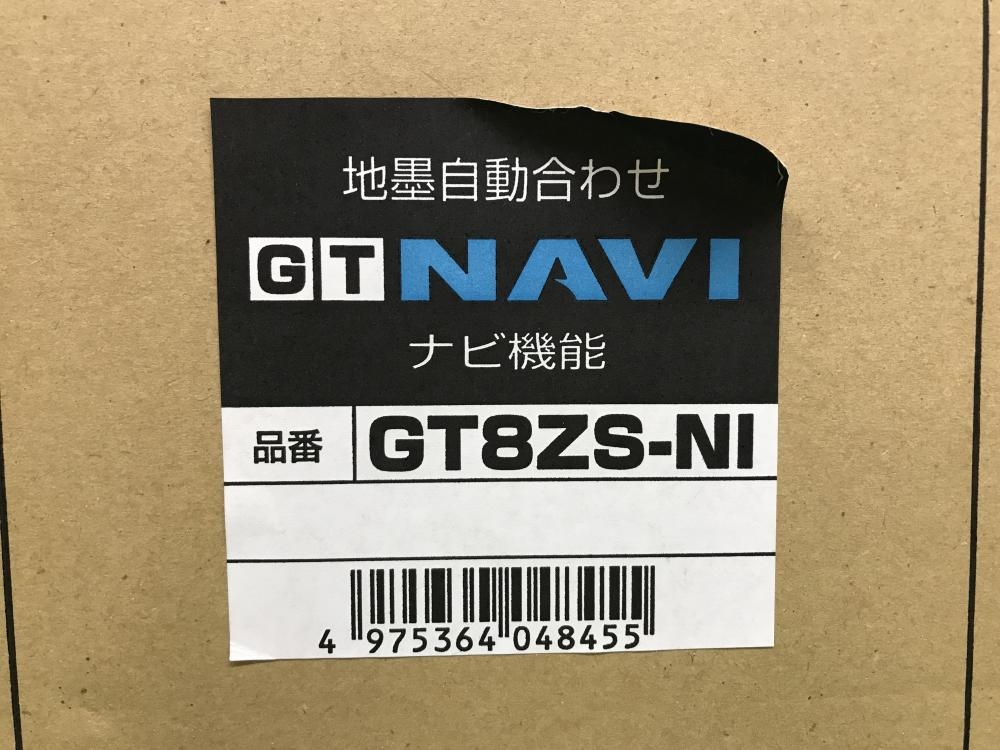 地墨自動合わせ
GT NAVI
ナビ機能
品番 GT8ZS-NI
4 975364 048455